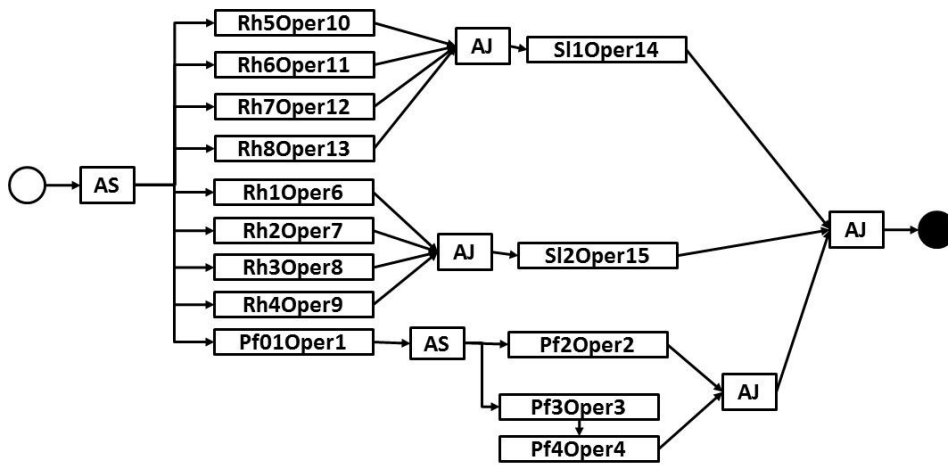 Rh5Oper10
AJ
Sl1Oper14
Rh6Oper11
Rh7Oper12
Rh8Oper13
AS
Rh1Oper6
Rh2Oper7
AJ
AJ
Sl2Oper15
Rh3Oper8
Rh4Oper9
Pf01Oper1
AS
Pf2Oper2
AJ
Pf3Oper3
Pf4Oper4